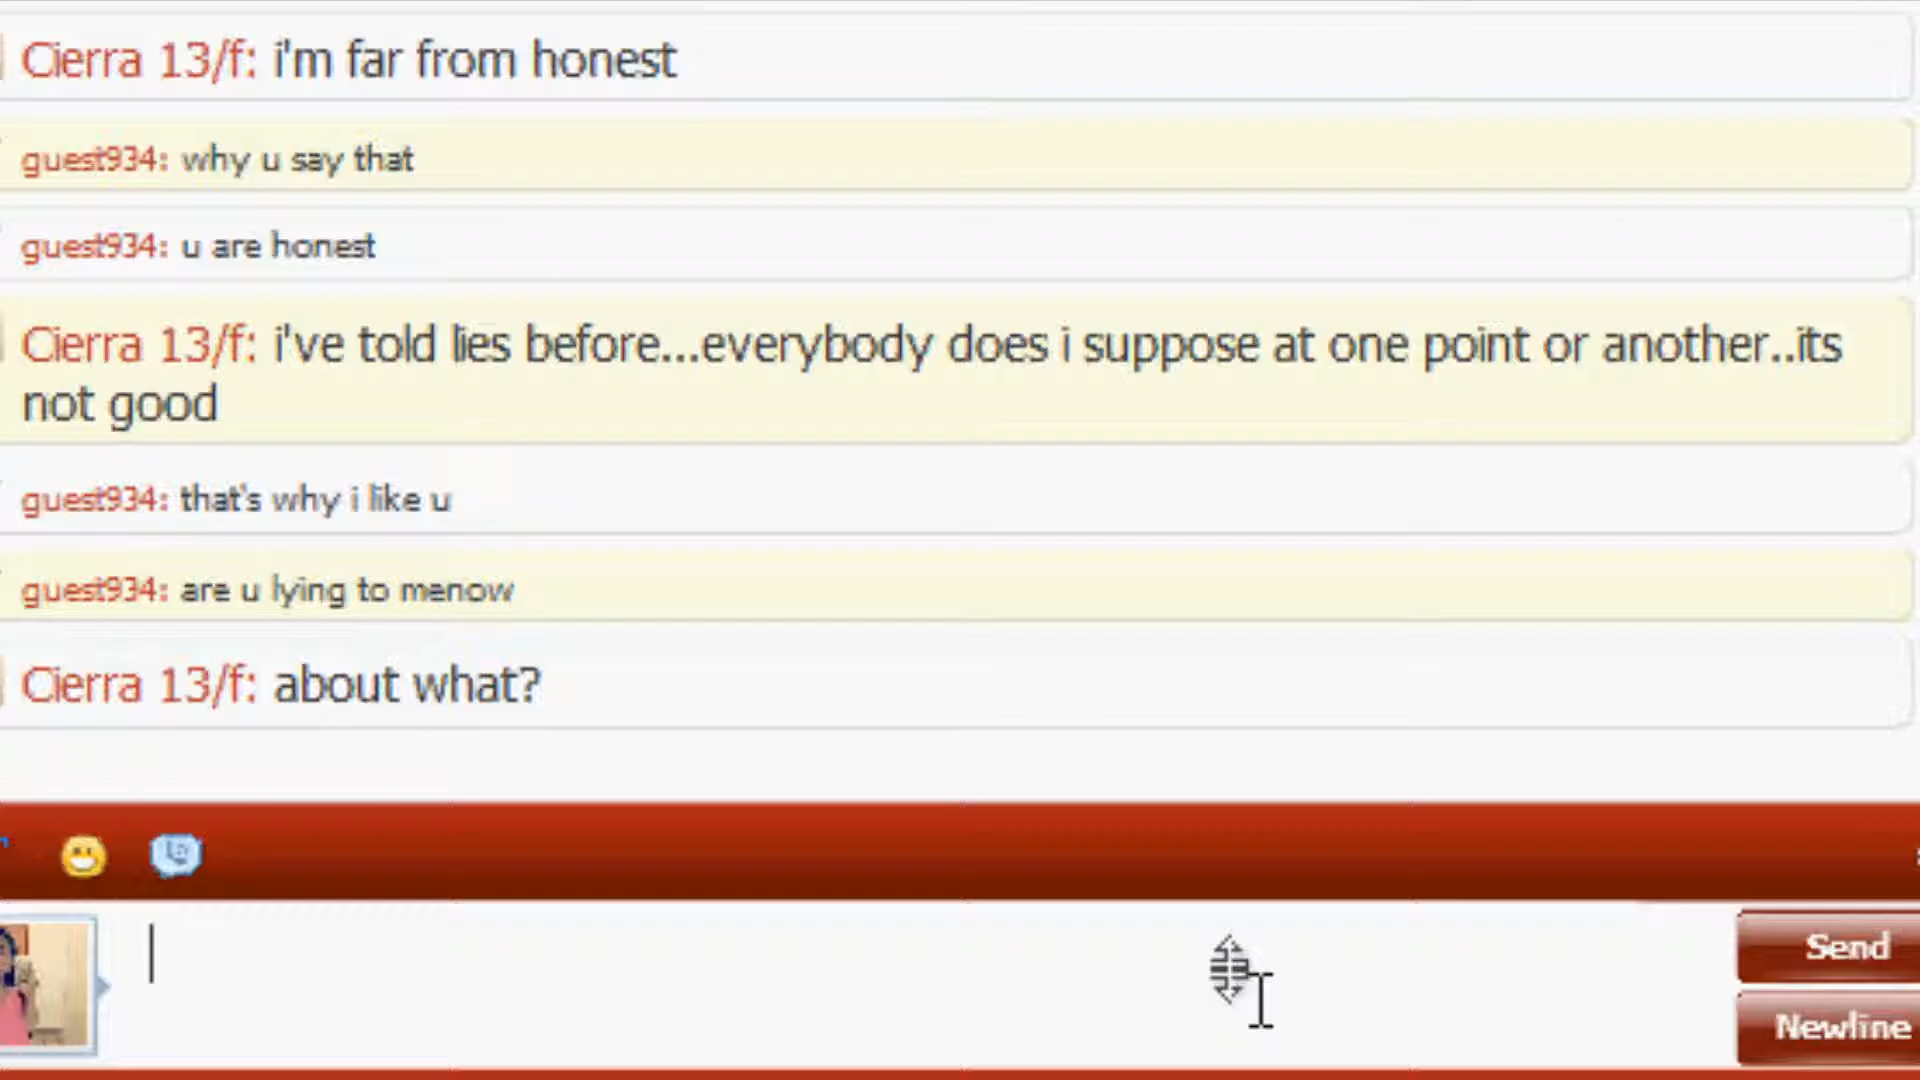 Cierra 13/f: i'm far from honest
guest934: why u say that
guest934: u are honest
Cierra 13/f: i've told lies before...everybody does i suppose at one point or another..its
not good
guest934: that's why i like u
guest934: are u lying to menow
Cierra 13/f: about what?
Send
Newline